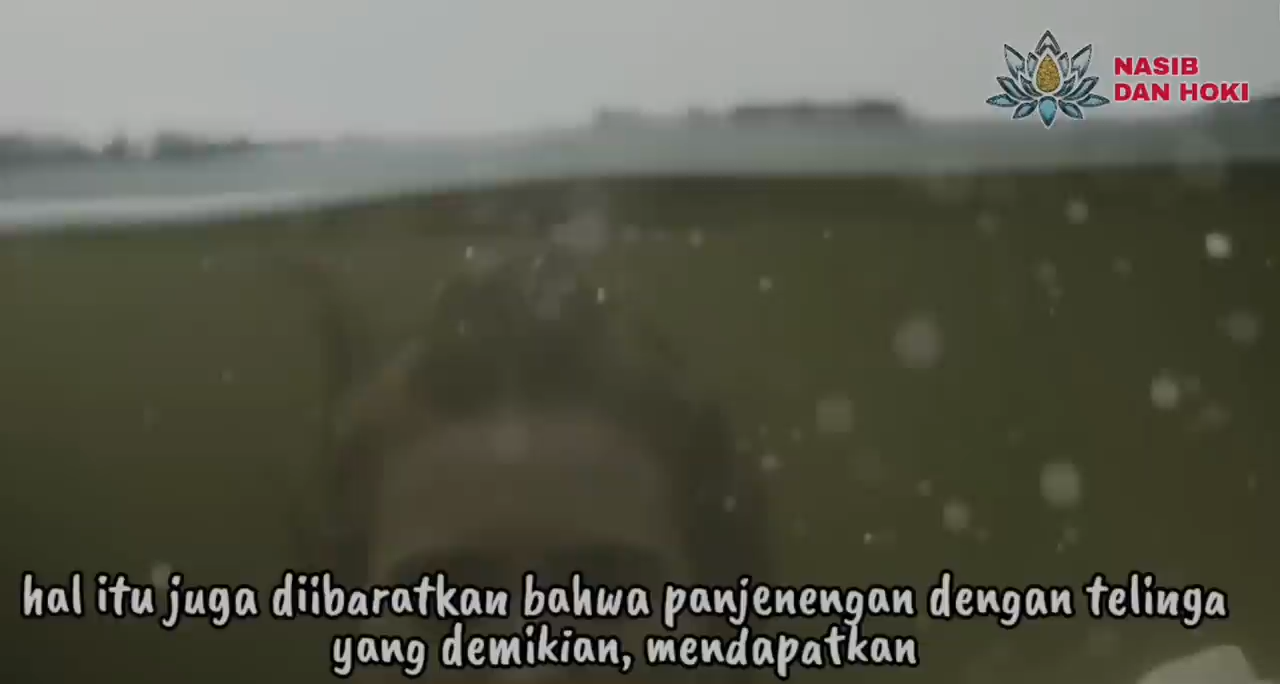 NASIB
DAN HOKI
hal itu juga diibaratkan bahwa panjenengan dengan telinga
yang demikian, mendapatkan